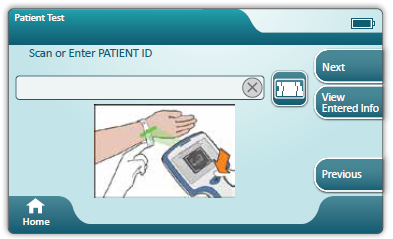 Patient Test
Scan or Enter PATIENT ID
Next
View
Entered Info
Previous
Home